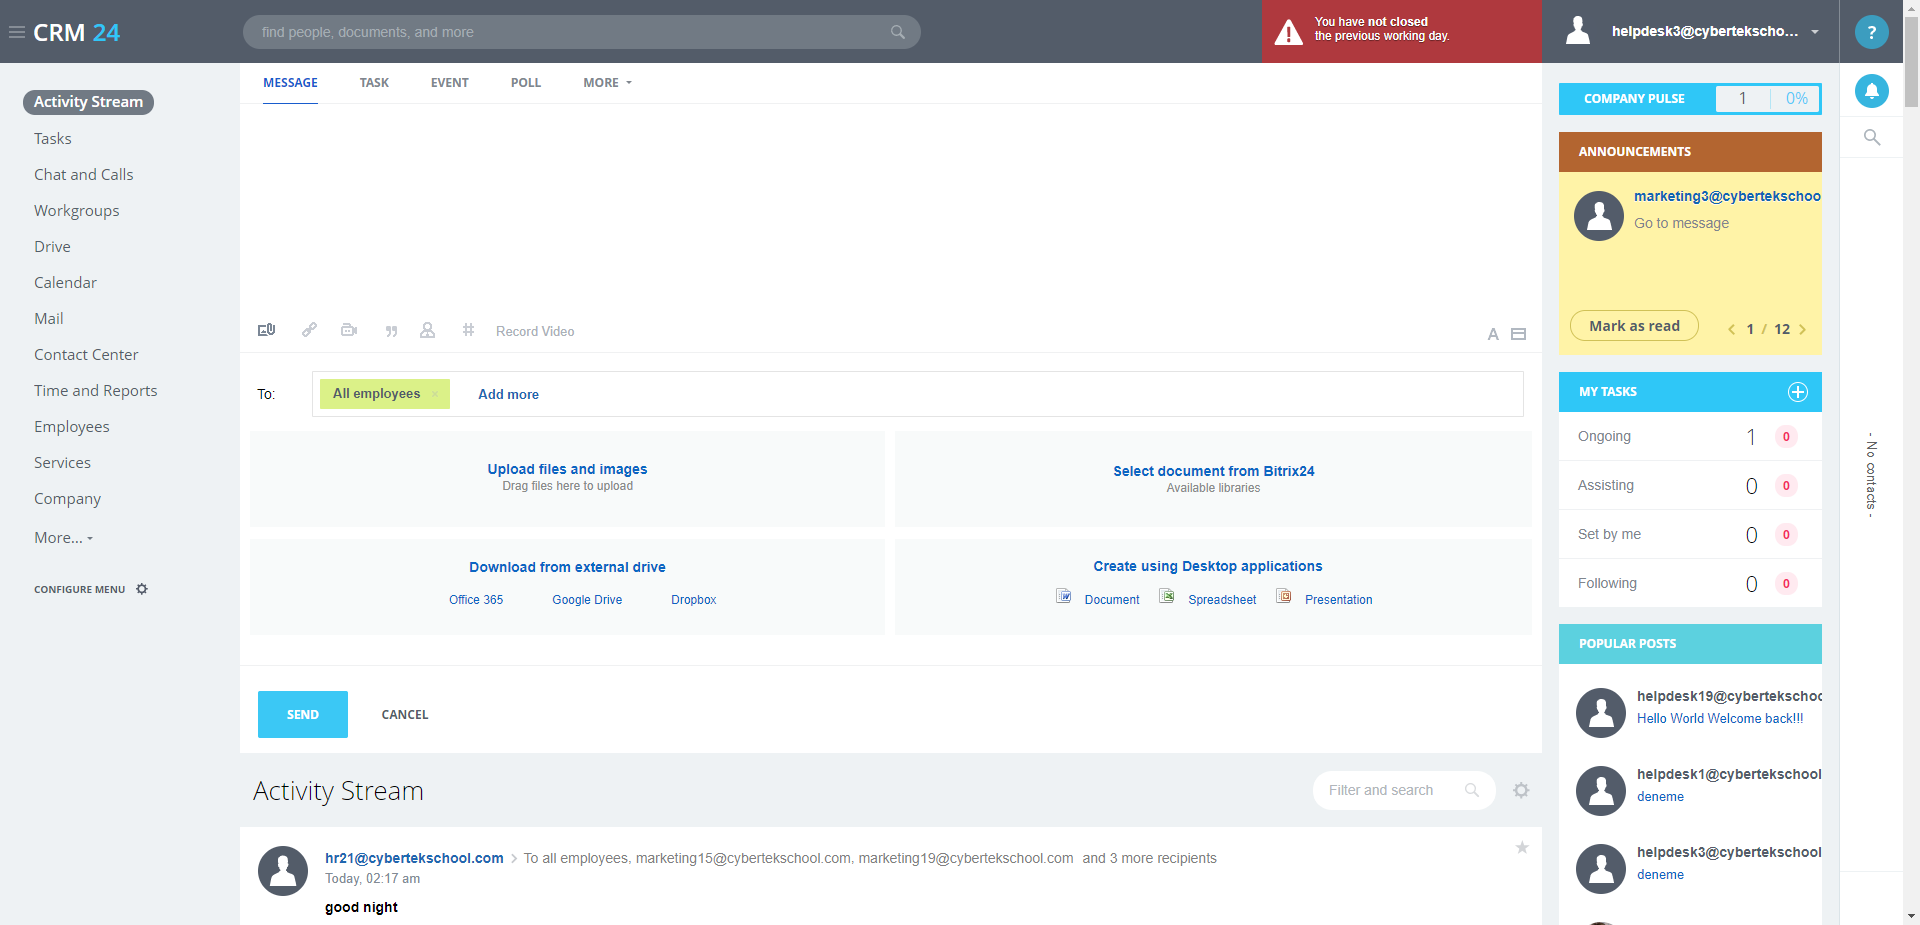 CRM 24
find people, documents, and more
You have not closed
the previous working day.
helpdesk3@cybertekscho...
?
Activity Stream
Tasks
Chat and Calls
Workgroups
Drive
Calendar
Mail
Contact Center
Time and Reports
Employees
Services
Company
More...
CONFIGURE MENU
MESSAGE TASK EVENT POLL MORE
Record Video
A
To: All employees × Add more
Upload files and images
Drag files here to upload
Select document from Bitrix24
Available libraries
Download from external drive
Office 365 Google Drive Dropbox
Create using Desktop applications
Document Spreadsheet Presentation
SEND CANCEL
Activity Stream
Filter and search
hr21@cybertekschool.com > To all employees, marketing15@cybertekschool.com, marketing19@cybertekschool.com and 3 more recipients
Today, 02:17 am
good night
COMPANY PULSE 1 0%
ANNOUNCEMENTS
marketing3@cybertekschoo
Go to message
Mark as read
1 / 12
MY TASKS
Ongoing 1 0
Assisting 0 0
Set by me 0 0
Following 0 0
POPULAR POSTS
helpdesk19@cybertekschoo
Hello World Welcome back!!!
helpdesk1@cybertekschool
deneme
helpdesk3@cybertekschool
deneme
- No contacts -